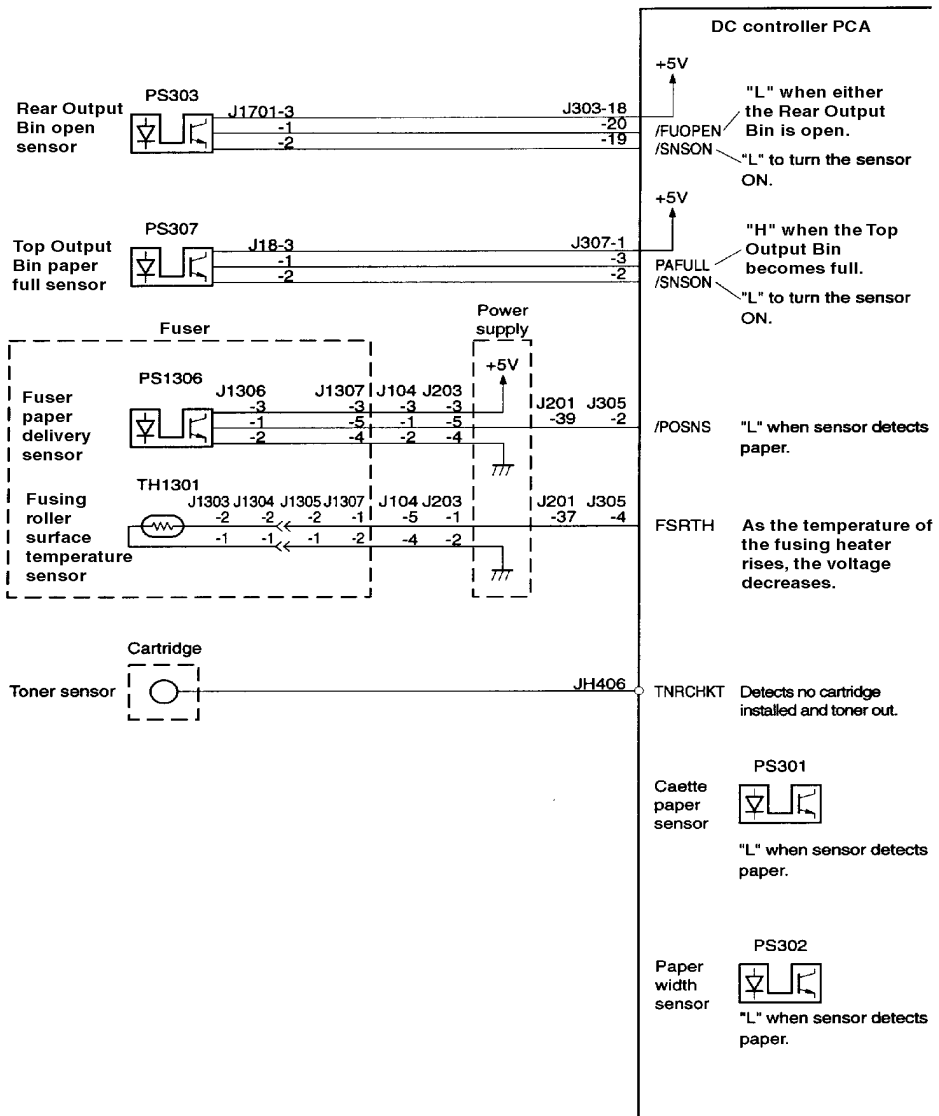 DC controller PCA
+5V
PS303
Rear Output
Bin open
sensor
J1701-3
-1
-2
J303-18
-20
-19
/FUOPEN
/SNSON
"L" when either
the Rear Output
Bin is open.
"L" to turn the sensor
ON.
+5V
PS307
Top Output
Bin paper
full sensor
J18-3
-1
-2
J307-1
-3
-2
PAFULL
/SNSON
"H" when the Top
Output Bin
becomes full.
"L" to turn the sensor
ON.
Fuser
Power
supply
+5V
PS1306
Fuser
paper
delivery
sensor
J1306 J1307 J104 J203
-3 -3 -3 -3
-1 -5 -1 -5
-2 -4 -2 -4
J201 J305
-39 -2
/POSNS
"L" when sensor detects
paper.
TH1301
Fusing
roller
surface
temperature
sensor
J1303 J1304 J1305 J1307 J104 J203
-2 -2 -2 -1 -5 -1
-1 -1 -1 -2 -4 -2
J201 J305
-37 -4
FSRTH
As the temperature of
the fusing heater
rises, the voltage
decreases.
Cartridge
Toner sensor
JH406
TNRCHKT
Detects no cartridge
installed and toner out.
PS301
Caette
paper
sensor
"L" when sensor detects
paper.
PS302
Paper
width
sensor
"L" when sensor detects
paper.